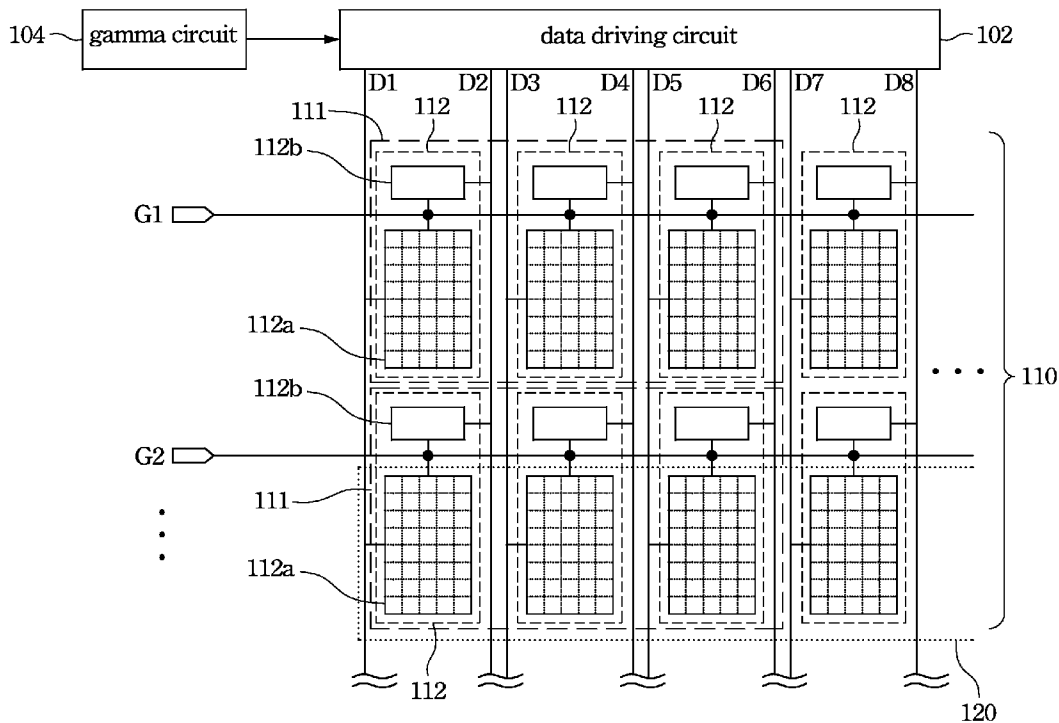 104 gamma circuit data driving circuit 102
D1 D2 D3 D4 D5 D6 D7 D8
111 112 112 112 112
112b
G1
112a
110
112b
G2
111
112a
112
120